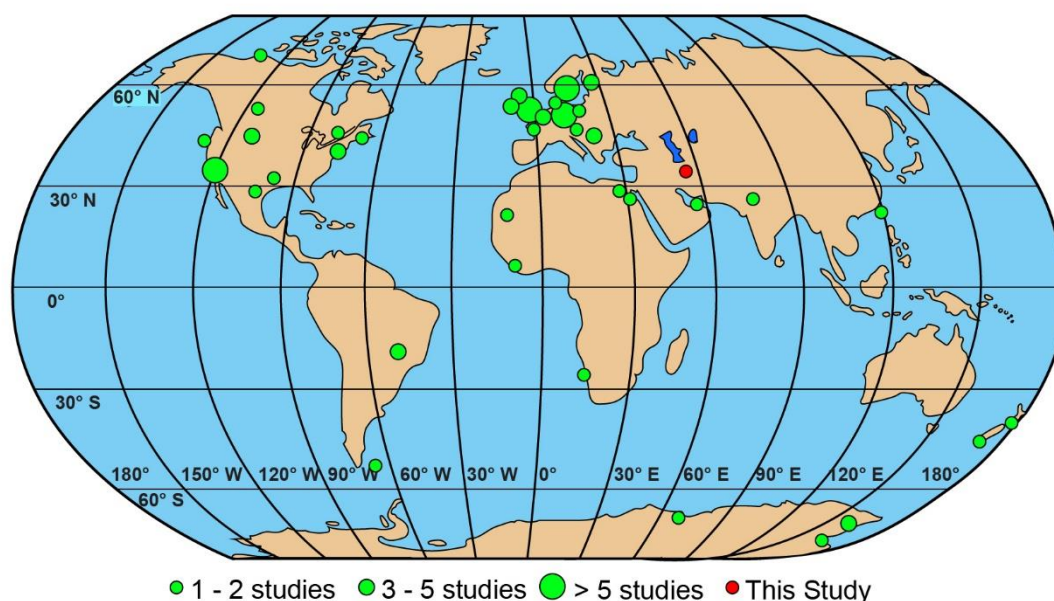 60° N
30° N
0°
30° S
180° 150° W 120° W 90° W 60° W 30° W 0° 30° E 60° E 90° E 120° E 180°
60° S
1 - 2 studies 3 - 5 studies > 5 studies This Study